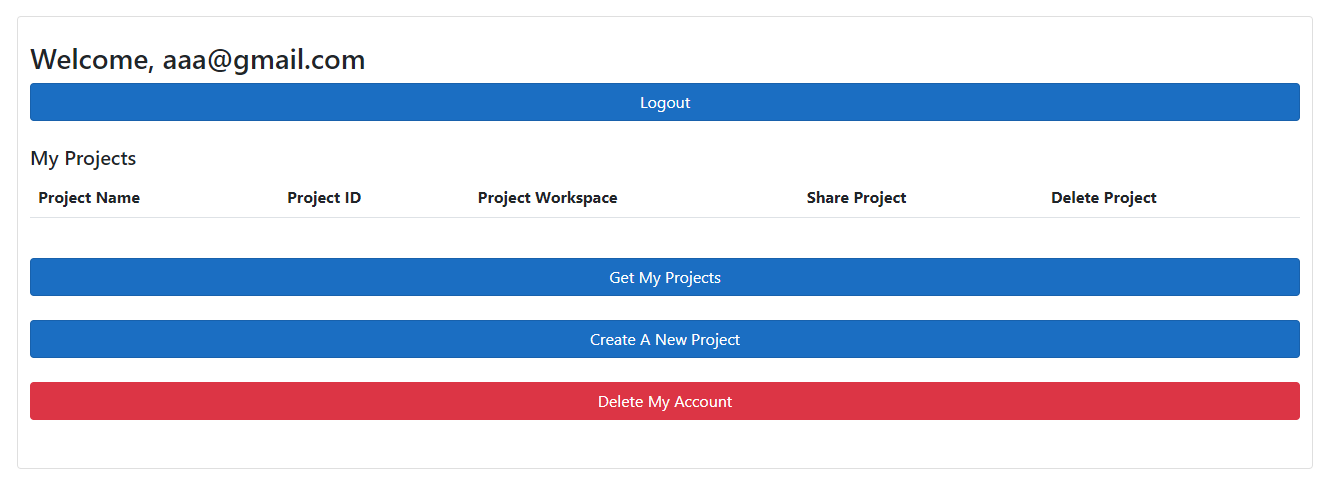 Welcome, aaa@gmail.com
Logout
My Projects
Project Name Project ID Project Workspace Share Project Delete Project
Get My Projects
Create A New Project
Delete My Account